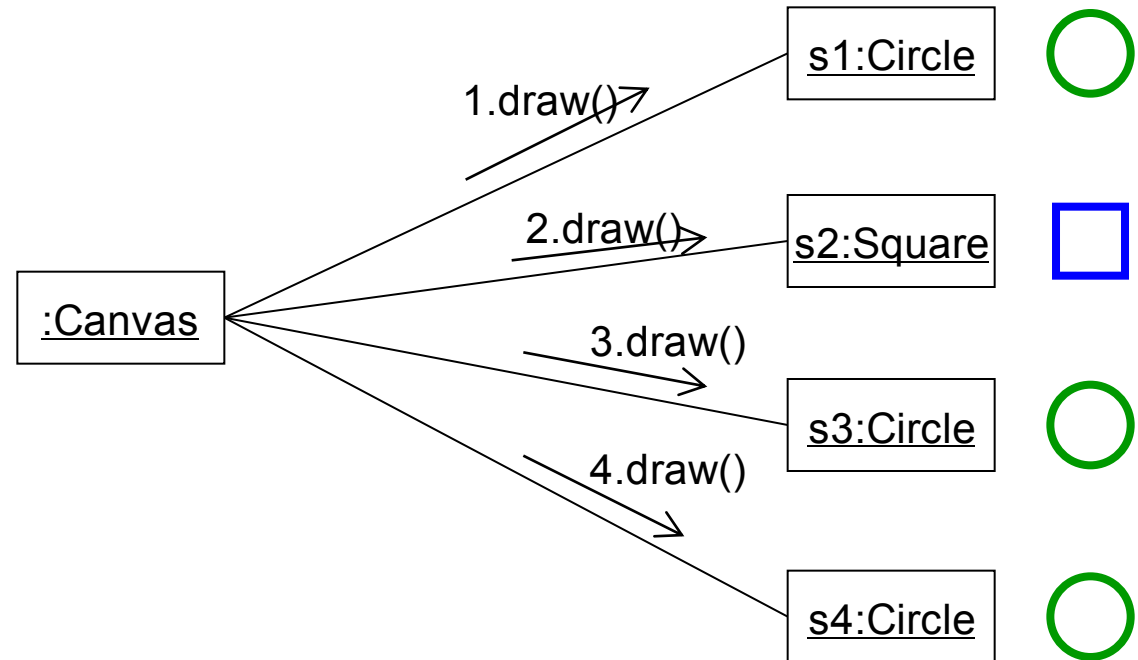 s1:Circle
1.draw()
2.draw()
s2:Square
:Canvas
3.draw()
s3:Circle
4.draw()
s4:Circle